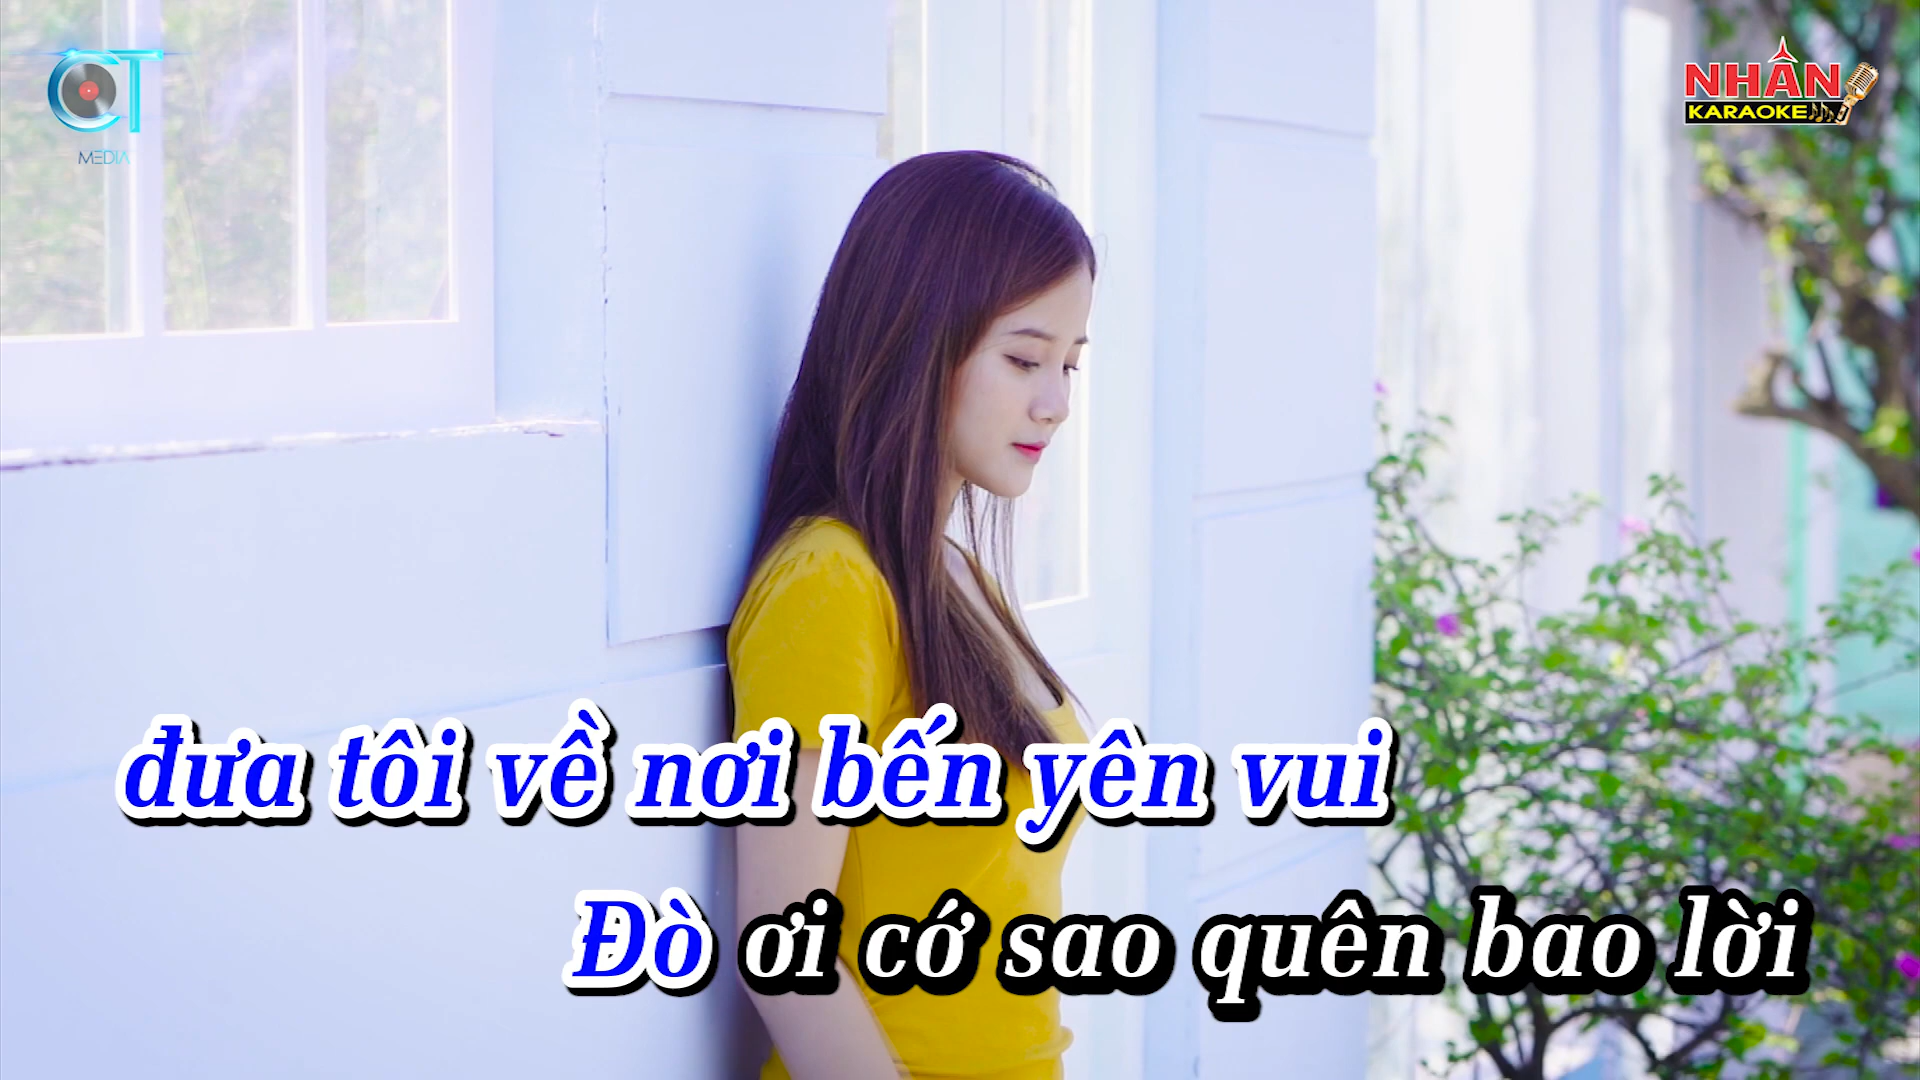 CT
MEDIA
NHÂN
KARAOKE
đưa tôi về nơi bến yên vui
Đò ơi cớ sao quên bao lời